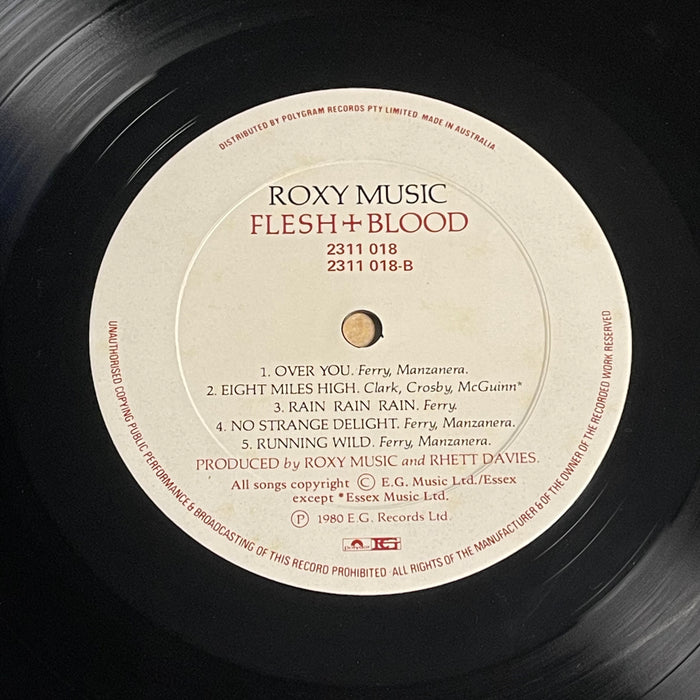 DISTRIBUTED BY POLYGRAM RECORDS PTY LIMITED MADE IN AUSTRALIA
ROXY MUSIC
FLESH + BLOOD
2311 018
2311 018-B
1. OVER YOU. Ferry, Manzanera.
2. EIGHT MILES HIGH. Clark, Crosby, McGuinn*
3. RAIN RAIN RAIN. Ferry.
4. NO STRANGE DELIGHT. Ferry, Manzanera.
5. RUNNING WILD. Ferry, Manzanera.
PRODUCED by ROXY MUSIC and RHETT DAVIES.
All songs copyright © E.G. Music Ltd./Essex
except *Essex Music Ltd.
℗ 1980 E.G. Records Ltd.
UNAUTHORISED COPYING PUBLIC PERFORMANCE & BROADCASTING OF THIS RECORD PROHIBITED · ALL RIGHTS OF THE MANUFACTURER & OF THE OWNER OF THE RECORDED WORK RESERVED